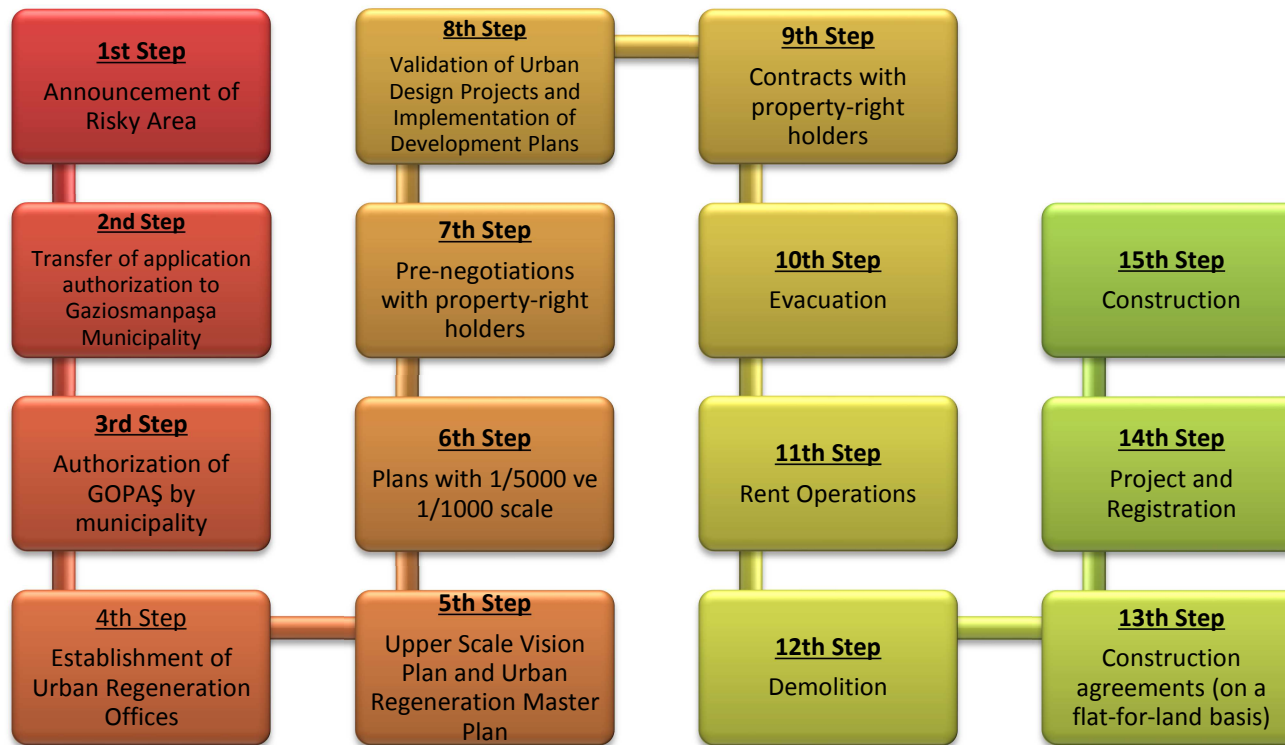 1st Step
Announcement of
Risky Area
2nd Step
Transfer of application
authorization to
Gaziosmanpaşa
Municipality
3rd Step
Authorization of
GOPAŞ by
municipality
4th Step
Establishment of
Urban Regeneration
Offices
5th Step
Upper Scale Vision
Plan and Urban
Regeneration Master
Plan
6th Step
Plans with 1/5000 ve
1/1000 scale
7th Step
Pre-negotiations
with property-right
holders
8th Step
Validation of Urban
Design Projects and
Implementation of
Development Plans
9th Step
Contracts with
property-right
holders
10th Step
Evacuation
11th Step
Rent Operations
12th Step
Demolition
13th Step
Construction
agreements (on a
flat-for-land basis)
14th Step
Project and
Registration
15th Step
Construction